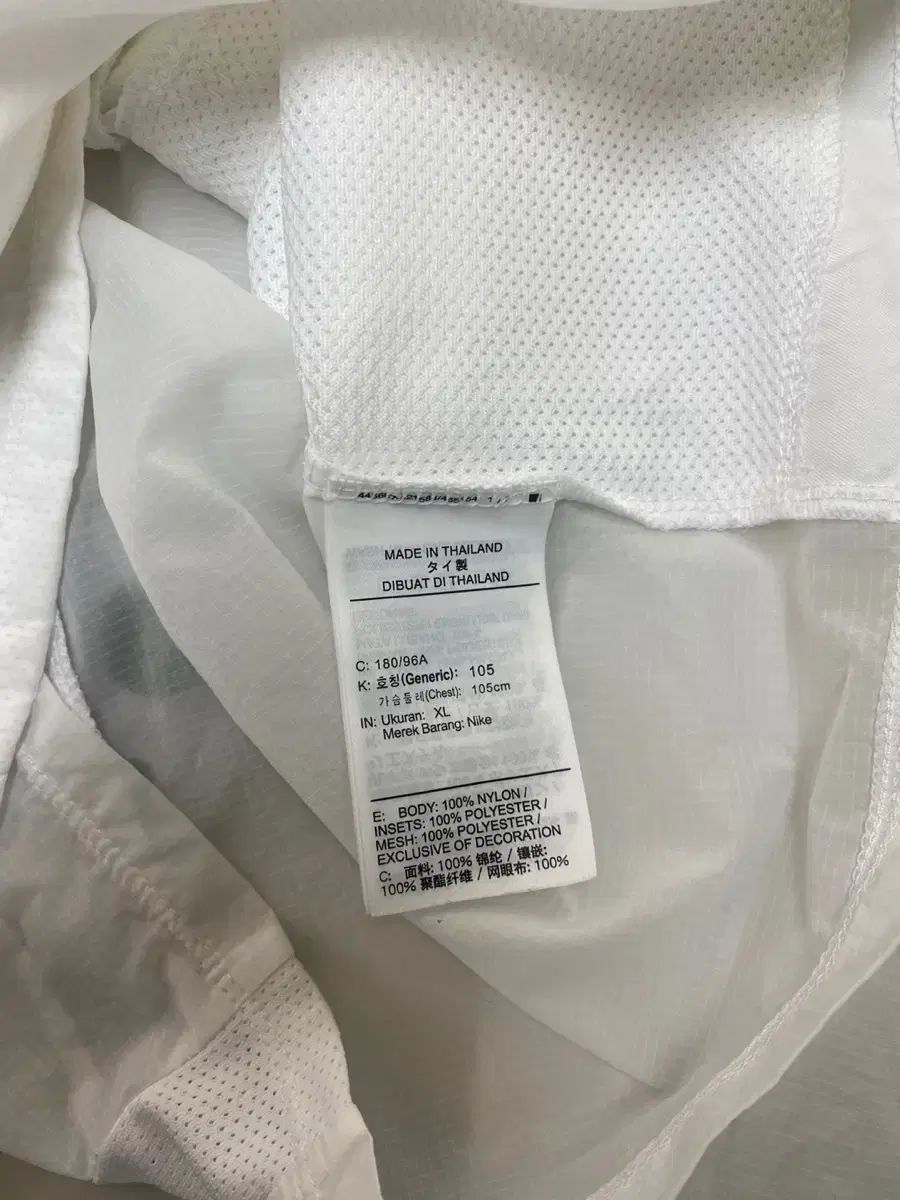 MADE IN THAILAND
タイ製
DIBUAT DI THAILAND
C: 180/96A
K: 호칭(Generic): 105
가슴둘레(Chest): 105cm
IN: Ukuran: XL
Merek Barang: Nike
E: BODY: 100% NYLON /
INSETS: 100% POLYESTER /
MESH: 100% POLYESTER /
EXCLUSIVE OF DECORATION
C: 面料: 100% 锦纶 / 镶嵌:
100% 聚酯纤维 / 网眼布: 100%